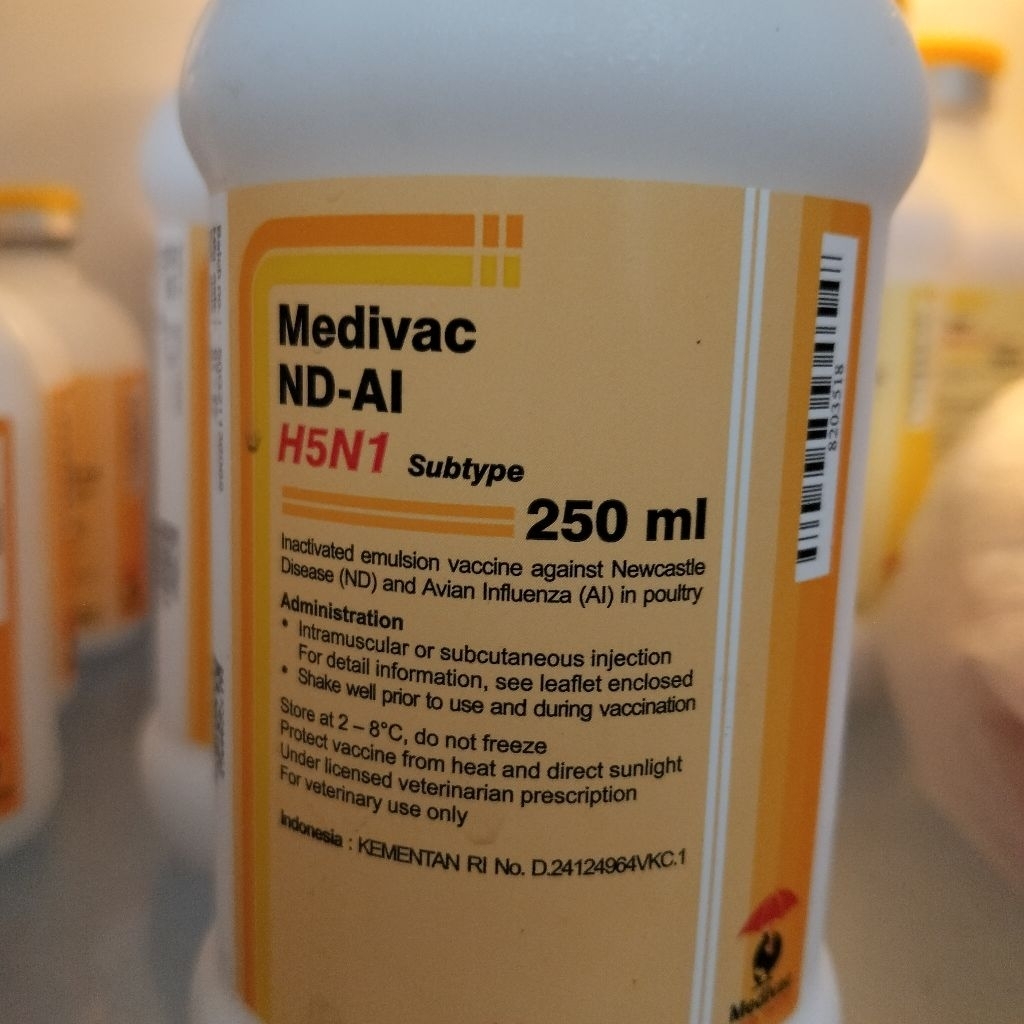 Medivac
ND-AI
H5N1 Subtype
250 ml
Inactivated emulsion vaccine against Newcastle
Disease (ND) and Avian Influenza (AI) in poultry
Administration
• Intramuscular or subcutaneous injection
For detail information, see leaflet enclosed
• Shake well prior to use and during vaccination
Store at 2 – 8°C, do not freeze
Protect vaccine from heat and direct sunlight
Under licensed veterinarian prescription
For veterinary use only
Indonesia : KEMENTAN RI No. D.24124964VKC.1
8203518
Medivac